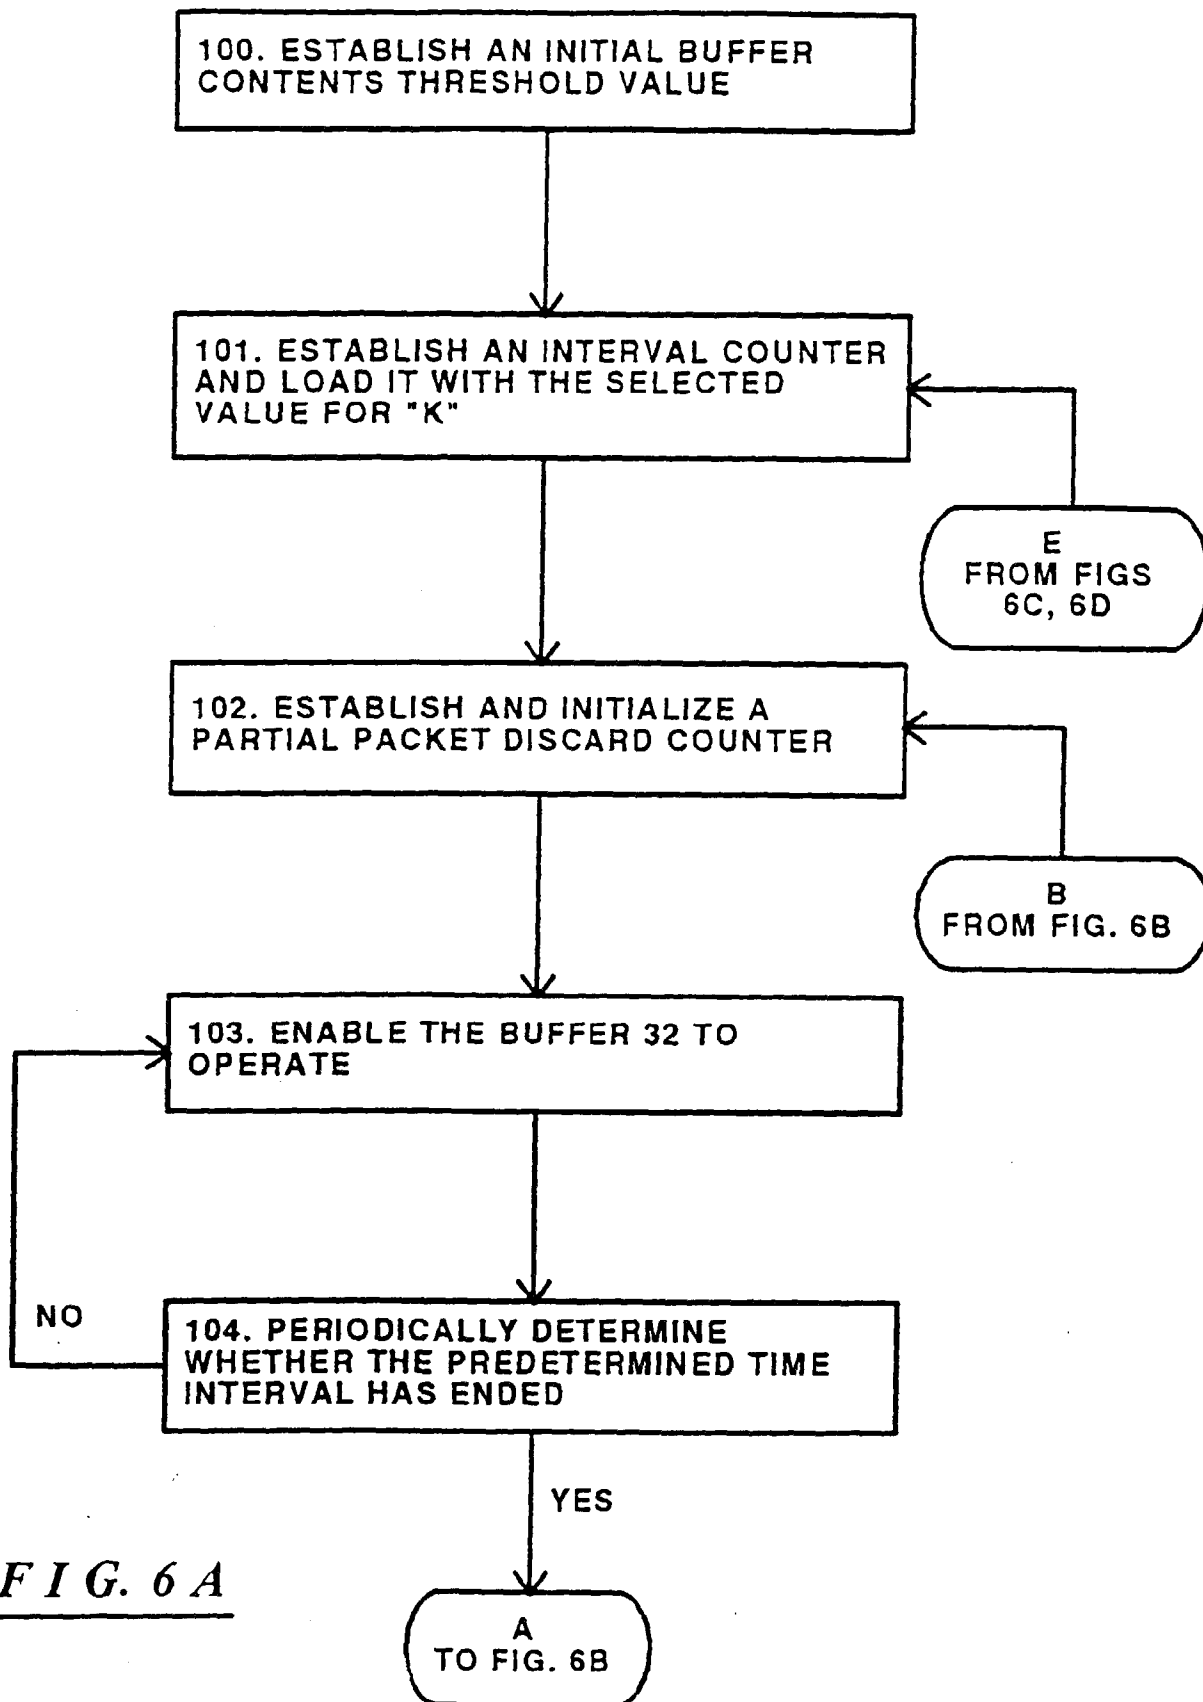 100. ESTABLISH AN INITIAL BUFFER
CONTENTS THRESHOLD VALUE
101. ESTABLISH AN INTERVAL COUNTER
AND LOAD IT WITH THE SELECTED
VALUE FOR "K"
E
FROM FIGS
6C, 6D
102. ESTABLISH AND INITIALIZE A
PARTIAL PACKET DISCARD COUNTER
B
FROM FIG. 6B
103. ENABLE THE BUFFER 32 TO
OPERATE
NO
104. PERIODICALLY DETERMINE
WHETHER THE PREDETERMINED TIME
INTERVAL HAS ENDED
YES
FIG. 6A
A
TO FIG. 6B